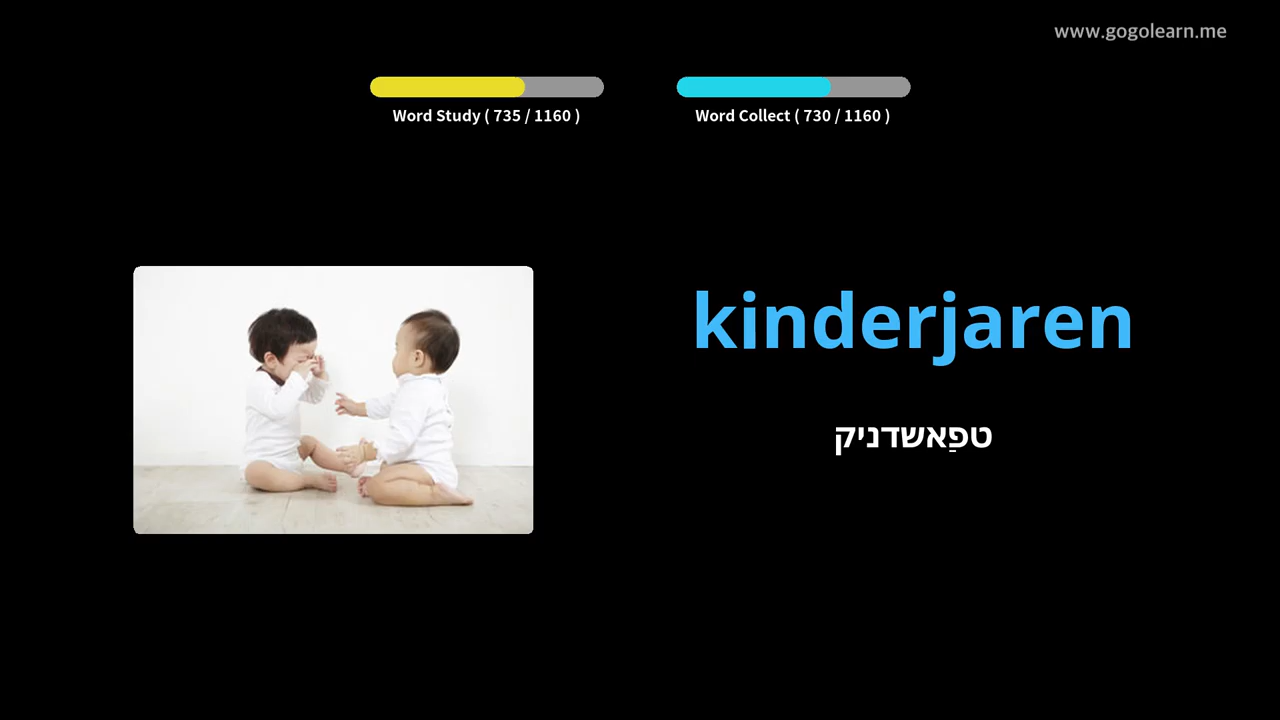 www.gogolearn.me
Word Study ( 735 / 1160 )
Word Collect ( 730 / 1160 )
kinderjaren
טפַאשדניק